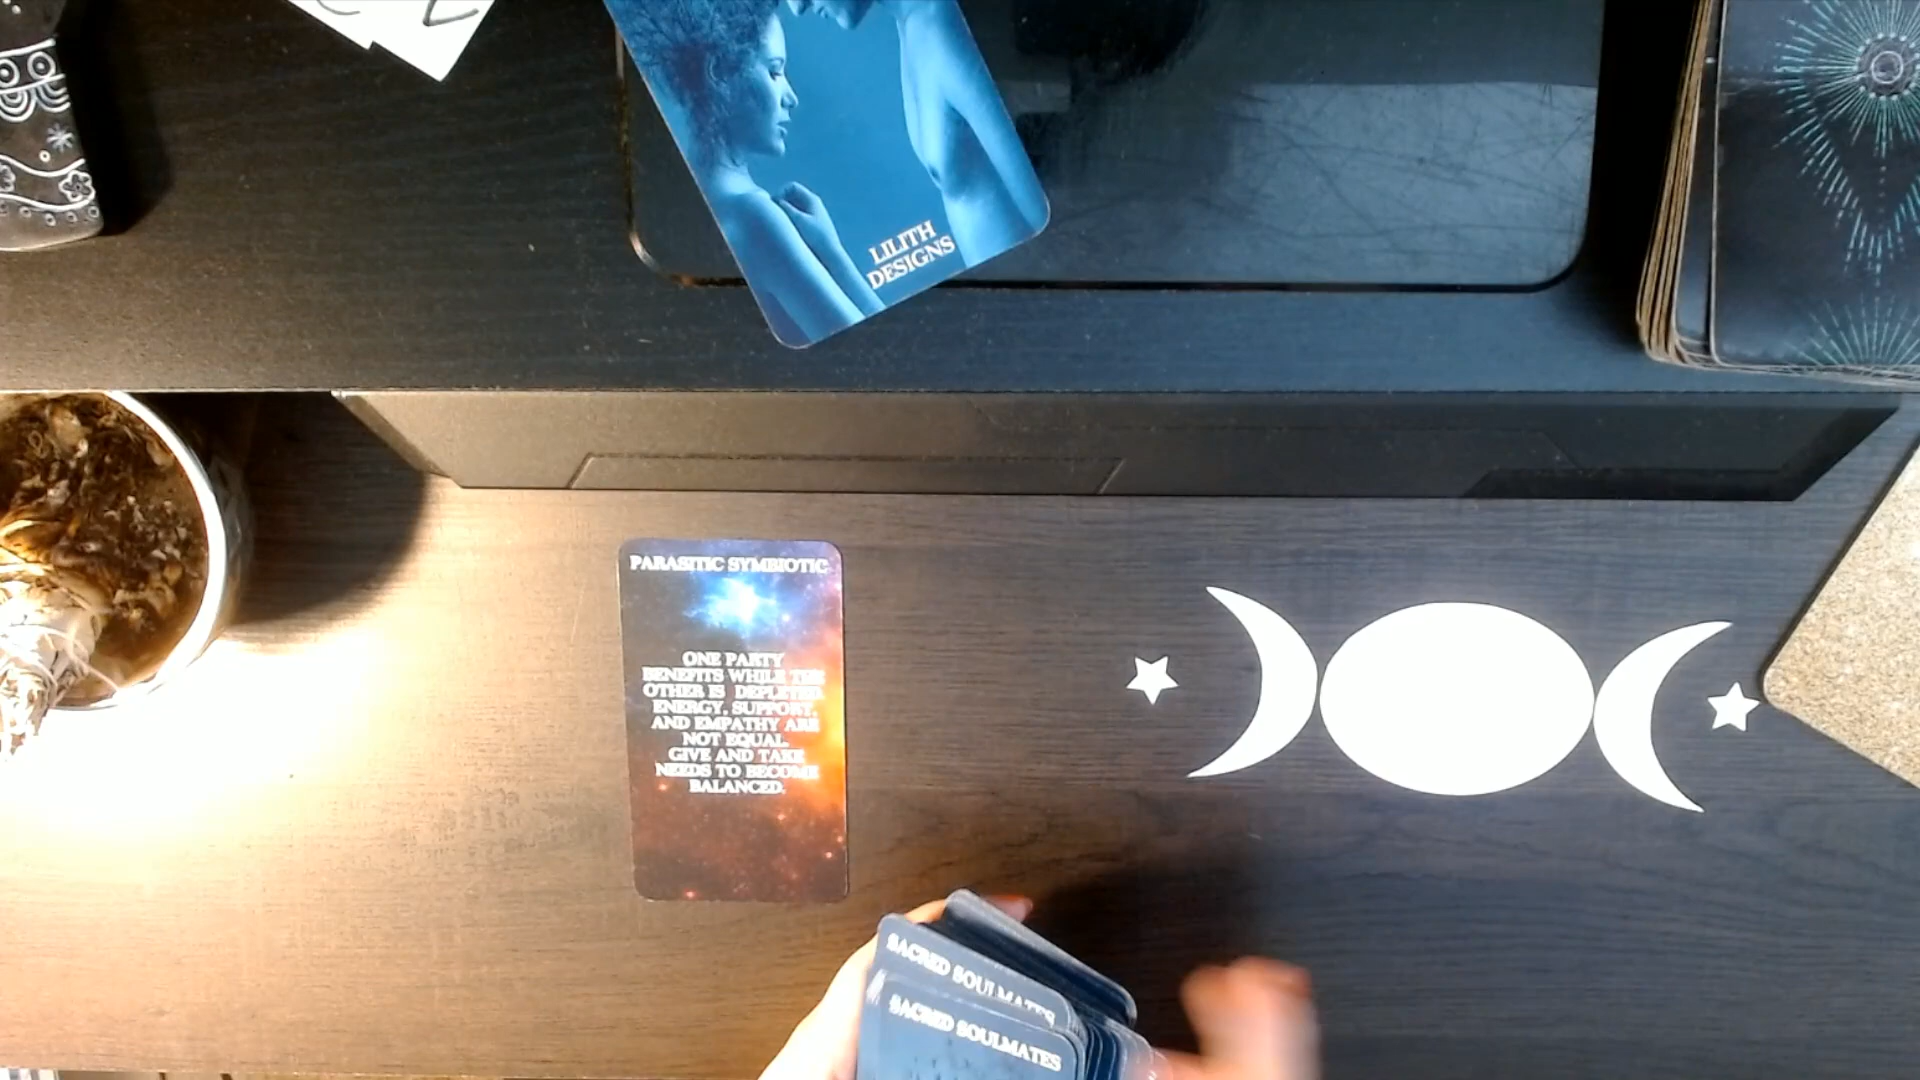 LILITH
DESIGNS
PARASITIC SYMBIOTIC
ONE PARTY
BENEFITS WHILE THE
OTHER IS DEPLETED.
ENERGY, SUPPORT,
AND EMPATHY ARE
NOT EQUAL.
GIVE AND TAKE
NEEDS TO BECOME
BALANCED.
SACRED SOULMATES
SACRED SOULMATES